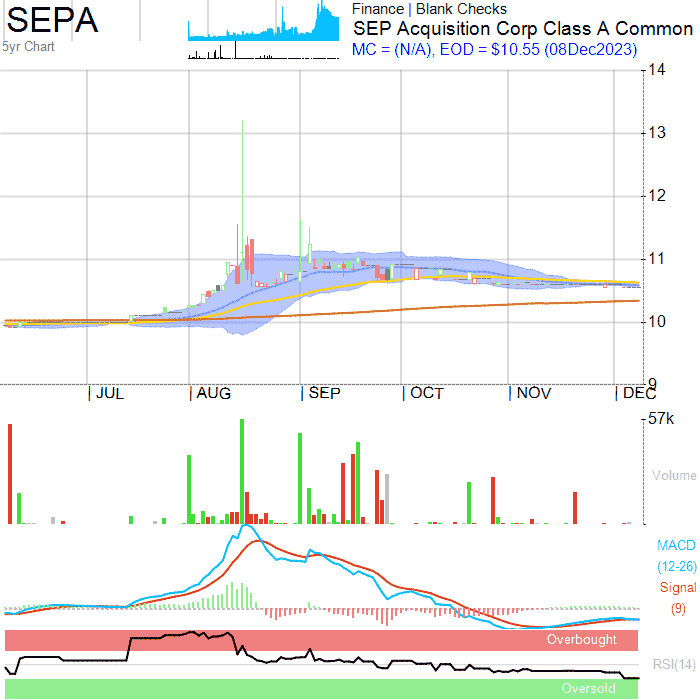 SEPA
5yr Chart
Finance | Blank Checks
SEP Acquisition Corp Class A Common
MC = (N/A), EOD = $10.55 (08Dec2023)
14
13
12
11
10
9
JUL AUG SEP OCT NOV DEC
57k
Volume
MACD
(12-26)
Signal
(9)
Overbought
RSI(14)
Oversold